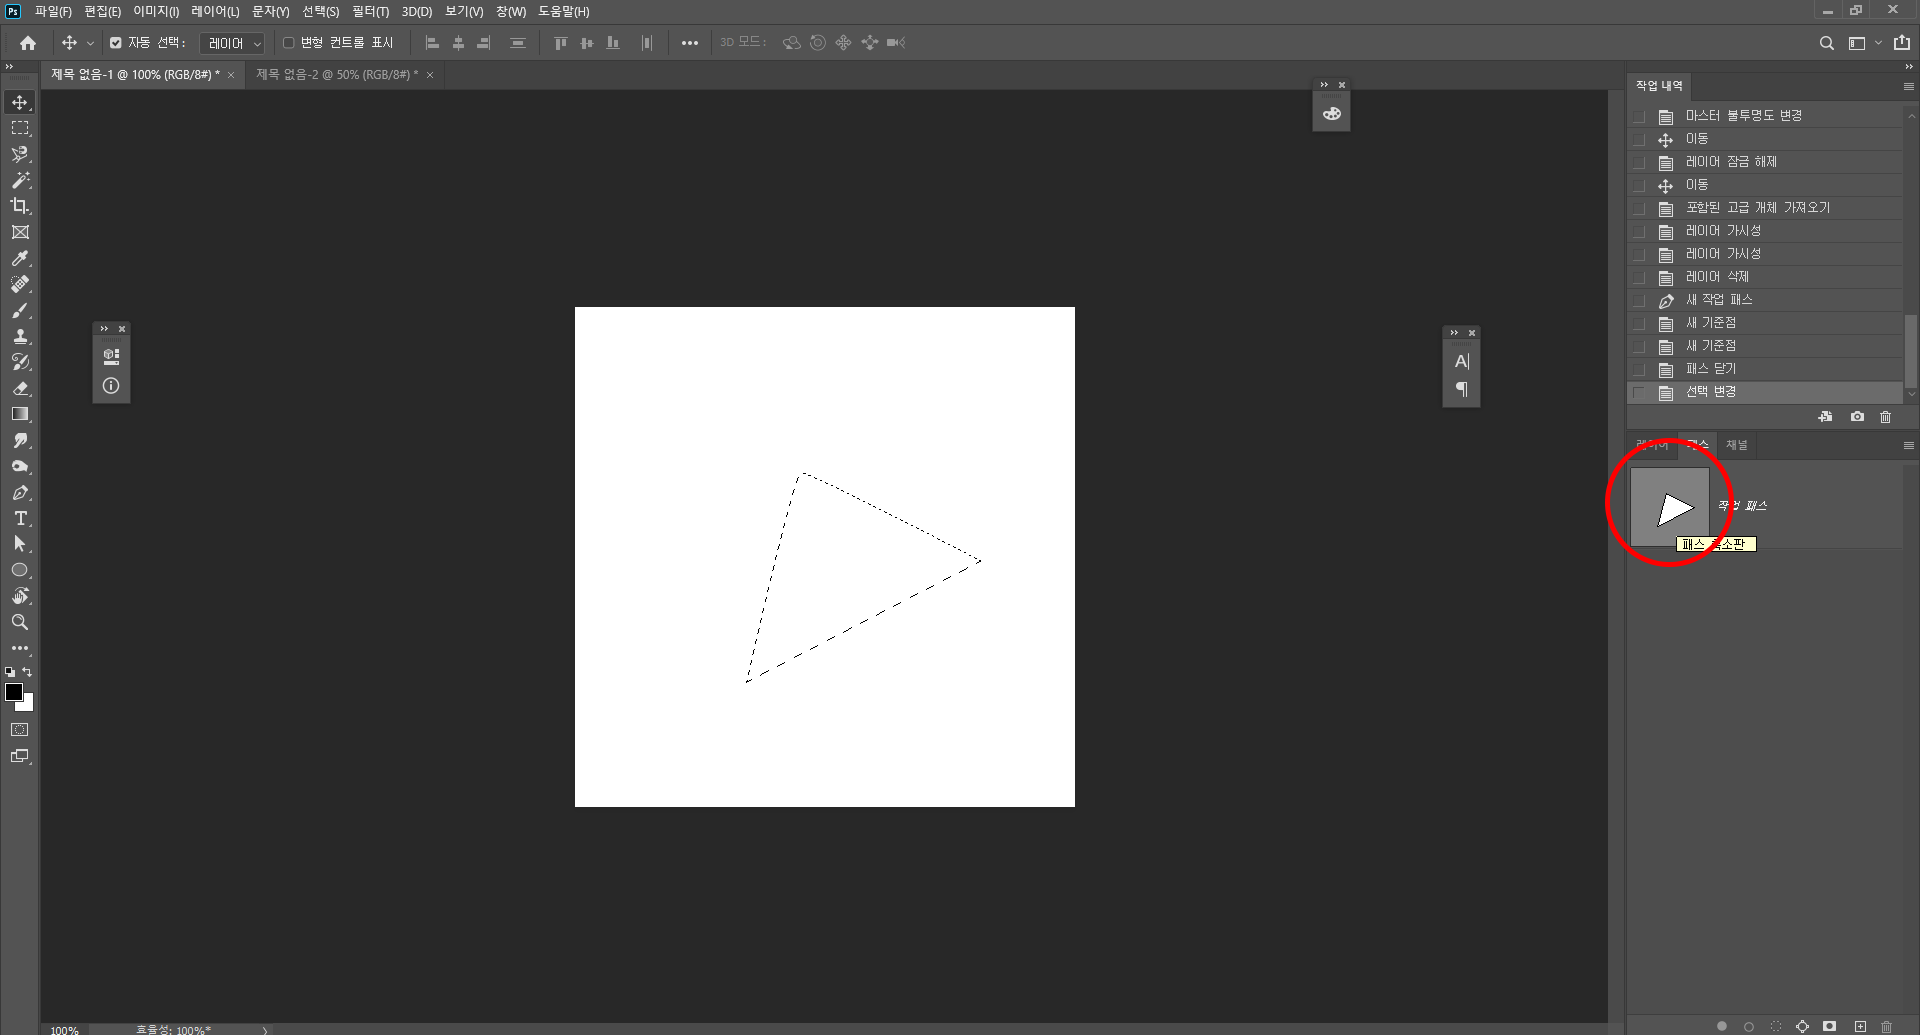 Ps 파일(F) 편집(E) 이미지(I) 레이어(L) 문자(Y) 선택(S) 필터(T) 3D(D) 보기(V) 창(W) 도움말(H)
자동 선택: 레이어 변형 컨트롤 표시 3D 모드:
제목 없음-1 @ 100% (RGB/8#) * 제목 없음-2 @ 50% (RGB/8#) *
작업 내역
마스터 불투명도 변경
이동
레이어 잠금 해제
이동
포함된 고급 개체 가져오기
레이어 가시성
레이어 가시성
레이어 삭제
새 작업 패스
새 기준점
새 기준점
패스 닫기
선택 변경
레이어 패스 채널
작업 패스
패스 축소판
100% 효율성: 100%*